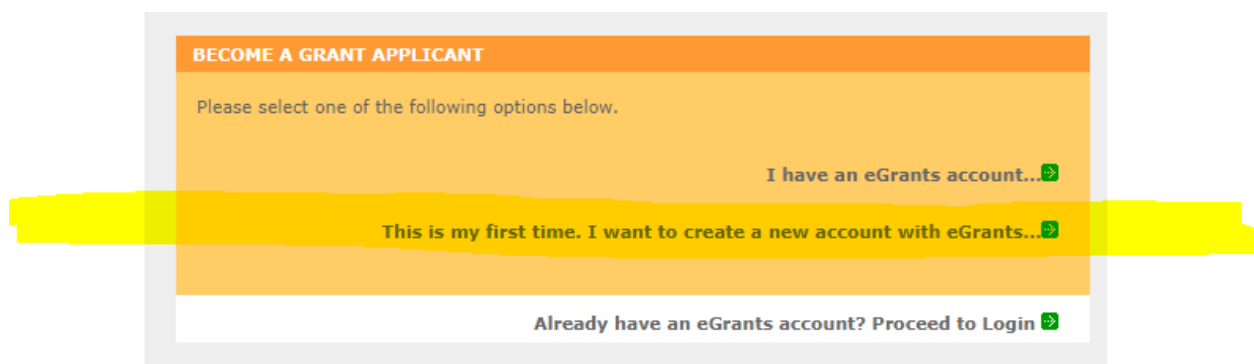 BECOME A GRANT APPLICANT
Please select one of the following options below.
I have an eGrants account...
This is my first time. I want to create a new account with eGrants...
Already have an eGrants account? Proceed to Login